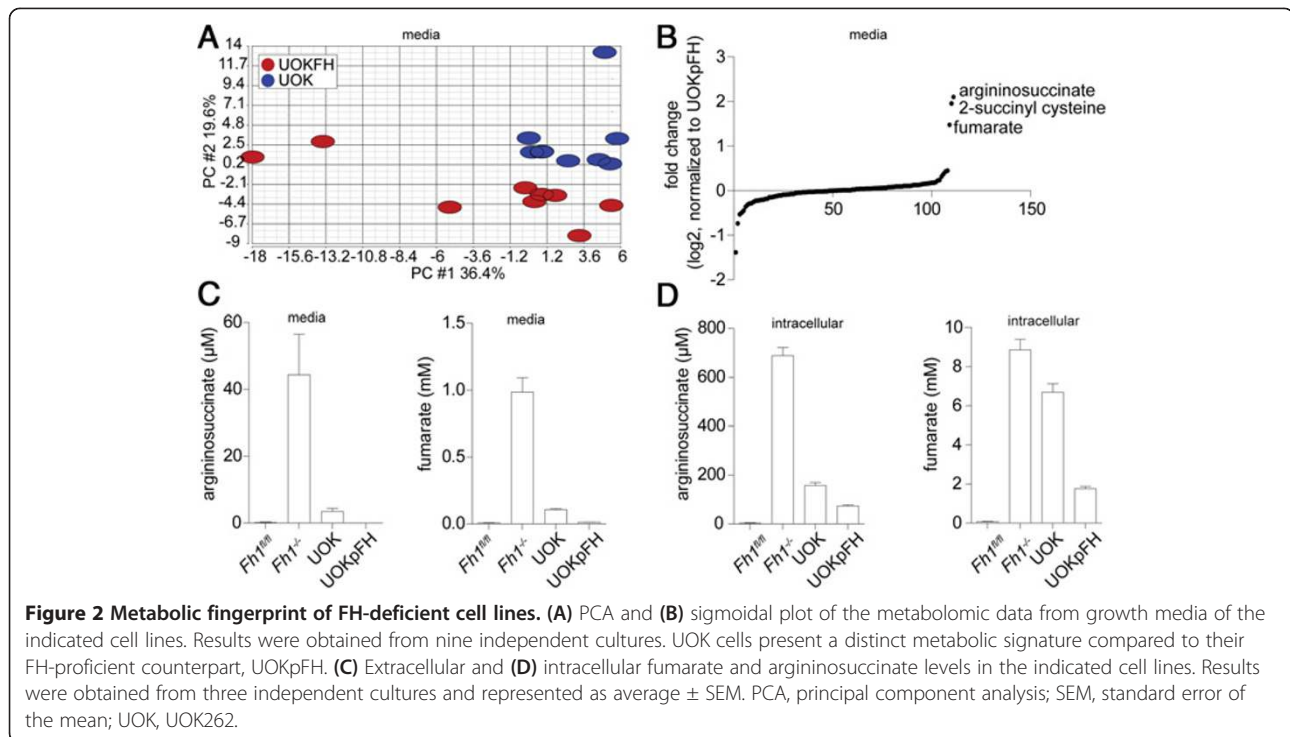 A
media
UOKFH
UOK
14
11.7
9.4
7.1
4.8
2.5
0.2
-2.1
-4.4
-6.7
-9
PC #2 19.6%
-18 -15.6 -13.2 -10.8 -8.4 -6 -3.6 -1.2 1.2 3.6 6
PC #1 36.4%
B
media
fold change
(log2, normalized to UOKpFH)
3
2
1
0
-1
-2
50 100 150
argininosuccinate
2-succinyl cysteine
fumarate
C
media
argininosuccinate (µM)
60
40
20
0
Fh1fl/fl
Fh1-/-
UOK
UOKpFH
media
fumarate (mM)
1.5
1.0
0.5
0.0
Fh1fl/fl
Fh1-/-
UOK
UOKpFH
D
intracellular
argininosuccinate (µM)
800
600
400
200
0
Fh1fl/fl
Fh1-/-
UOK
UOKpFH
intracellular
fumarate (mM)
10
8
6
4
2
0
Fh1fl/fl
Fh1-/-
UOK
UOKpFH
Figure 2 Metabolic fingerprint of FH-deficient cell lines. (A) PCA and (B) sigmoidal plot of the metabolomic data from growth media of the
indicated cell lines. Results were obtained from nine independent cultures. UOK cells present a distinct metabolic signature compared to their
FH-proficient counterpart, UOKpFH. (C) Extracellular and (D) intracellular fumarate and argininosuccinate levels in the indicated cell lines. Results
were obtained from three independent cultures and represented as average ± SEM. PCA, principal component analysis; SEM, standard error of
the mean; UOK, UOK262.